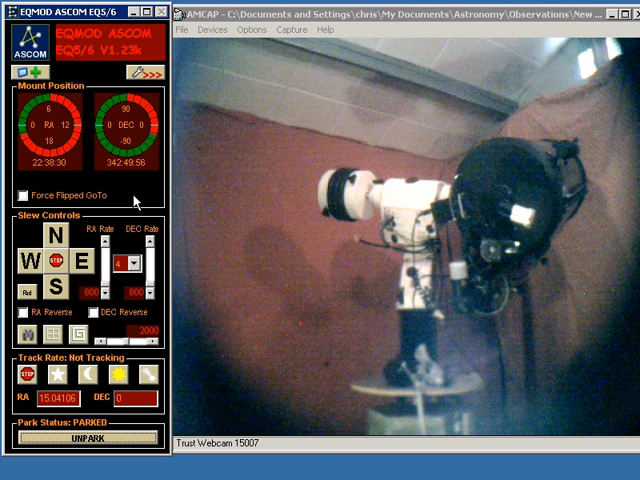 EQMOD ASCOM EQ5/6
EQMOD ASCOM
EQ5/6 V1.23k
ASCOM
>>>
Mount Position
6
0 RA 12
18
22:38:30
90
0 DEC 0
-90
342:49:56
Force Flipped GoTo
Slew Controls
N
W STOP E
S
Pad
RA Rate
DEC Rate
4
800
800
RA Reverse
DEC Reverse
2000
Track Rate: Not Tracking
STOP
RA 15.04106 DEC 0
Park Status: PARKED
UNPARK
AMCAP - C:\Documents and Settings\chris\My Documents\Astronomy\Observations\New ...
File Devices Options Capture Help
Trust Webcam 15007